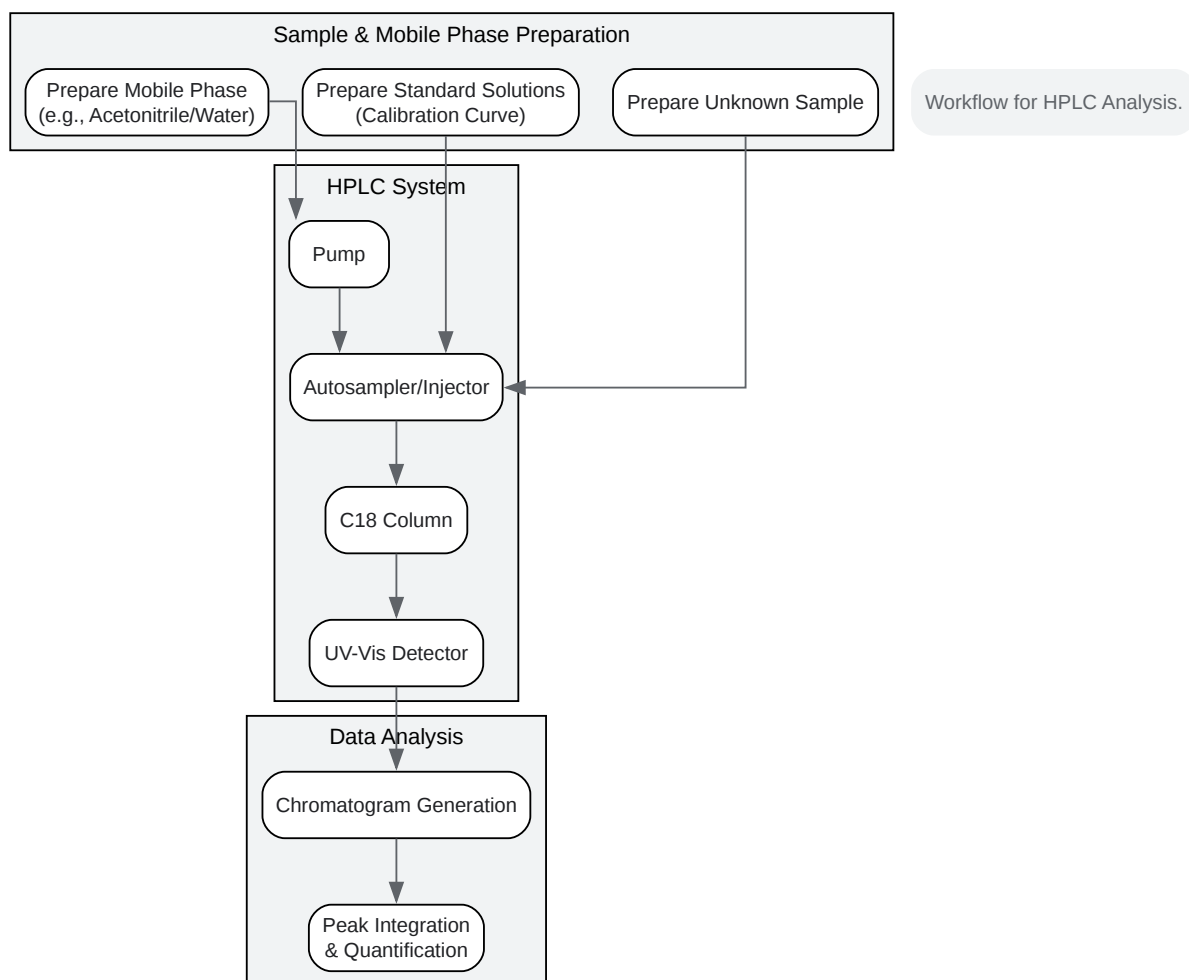 Sample & Mobile Phase Preparation
Prepare Mobile Phase
(e.g., Acetonitrile/Water)
Prepare Standard Solutions
(Calibration Curve)
Prepare Unknown Sample
Workflow for HPLC Analysis.
HPLC System
Pump
Autosampler/Injector
C18 Column
UV-Vis Detector
Data Analysis
Chromatogram Generation
Peak Integration
& Quantification